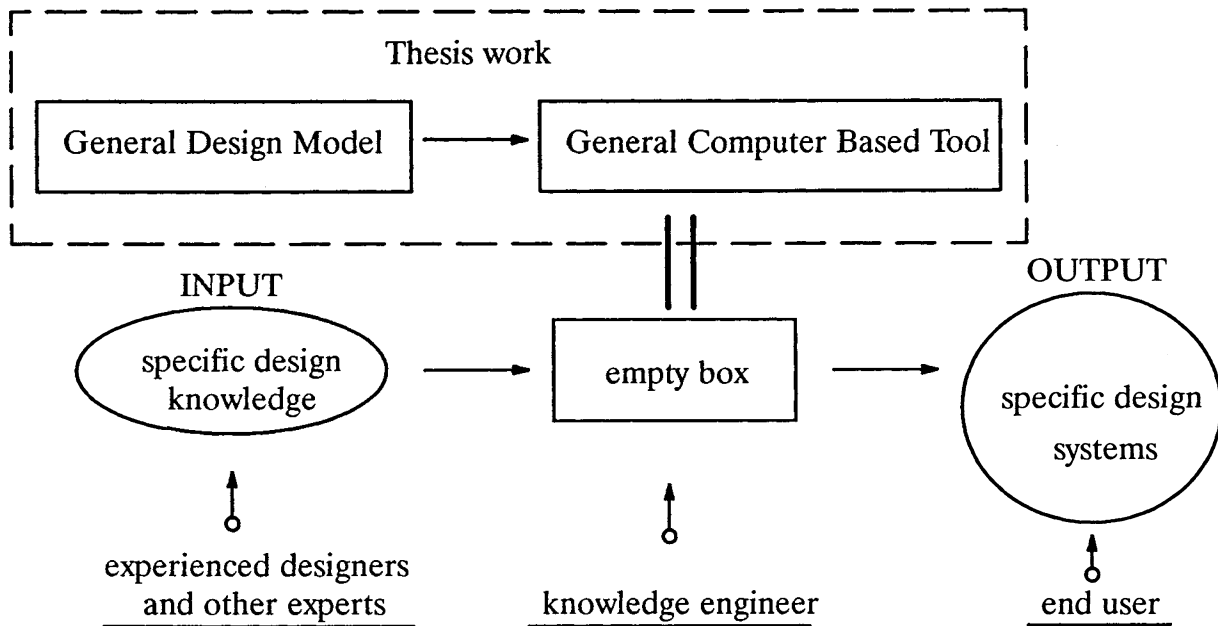 Thesis work
General Design Model
General Computer Based Tool
INPUT
OUTPUT
specific design
knowledge
empty box
specific design
systems
experienced designers
and other experts
knowledge engineer
end user